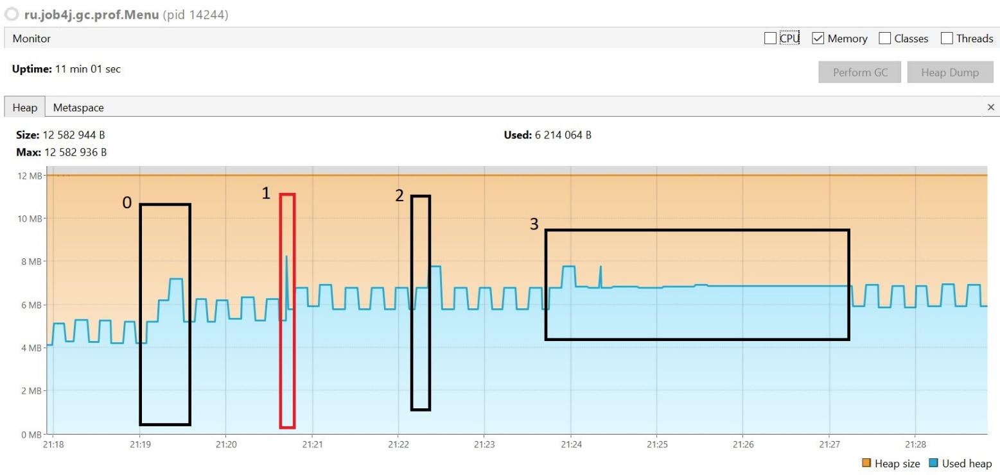 ru.job4j.gc.prof.Menu (pid 14244)
Monitor CPU Memory Classes Threads
Uptime: 11 min 01 sec Perform GC Heap Dump
Heap Metaspace ×
Size: 12 582 944 B Used: 6 214 064 B
Max: 12 582 936 B
12 MB
10 MB
8 MB
6 MB
4 MB
2 MB
0 MB
0
1
2
3
21:18 21:19 21:20 21:21 21:22 21:23 21:24 21:25 21:26 21:27 21:28
Heap size Used heap